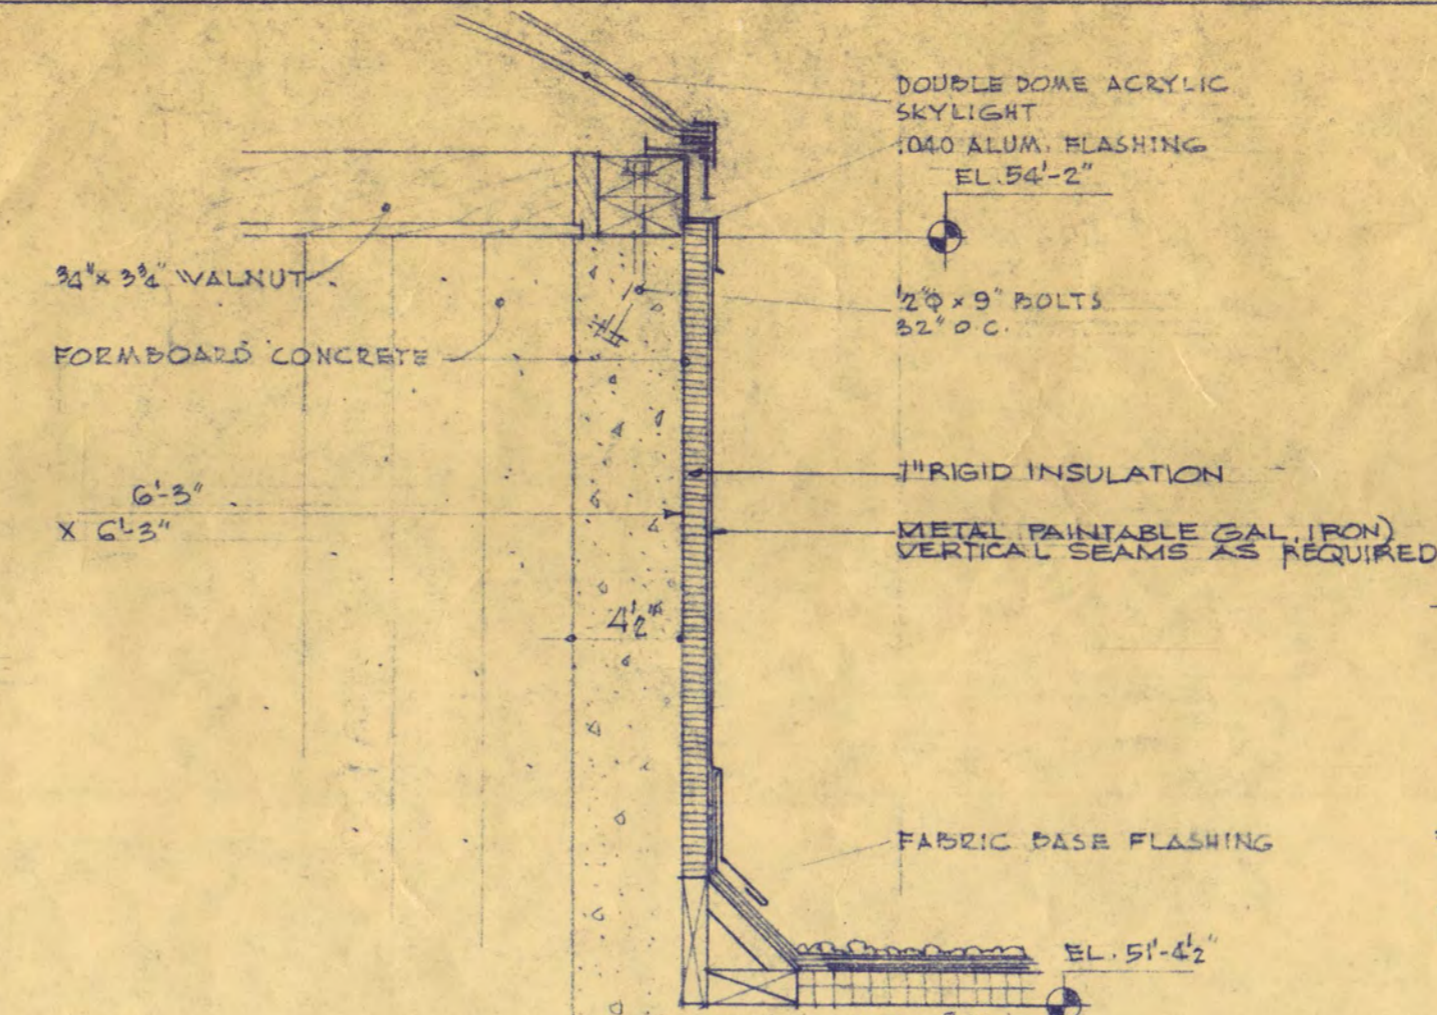 DOUBLE DOME ACRYLIC
SKYLIGHT
.040 ALUM. FLASHING
EL. 54'-2"
3/4" x 3 3/4" WALNUT
1/2"φ x 9" BOLTS
32" O.C.
FORMBOARD CONCRETE
1" RIGID INSULATION
6'-3"
x 6'-3"
METAL PAINTABLE GAL. IRON)
VERTICAL SEAMS AS REQUIRED
4 1/2"
FABRIC BASE FLASHING
EL. 51'-4 1/2"